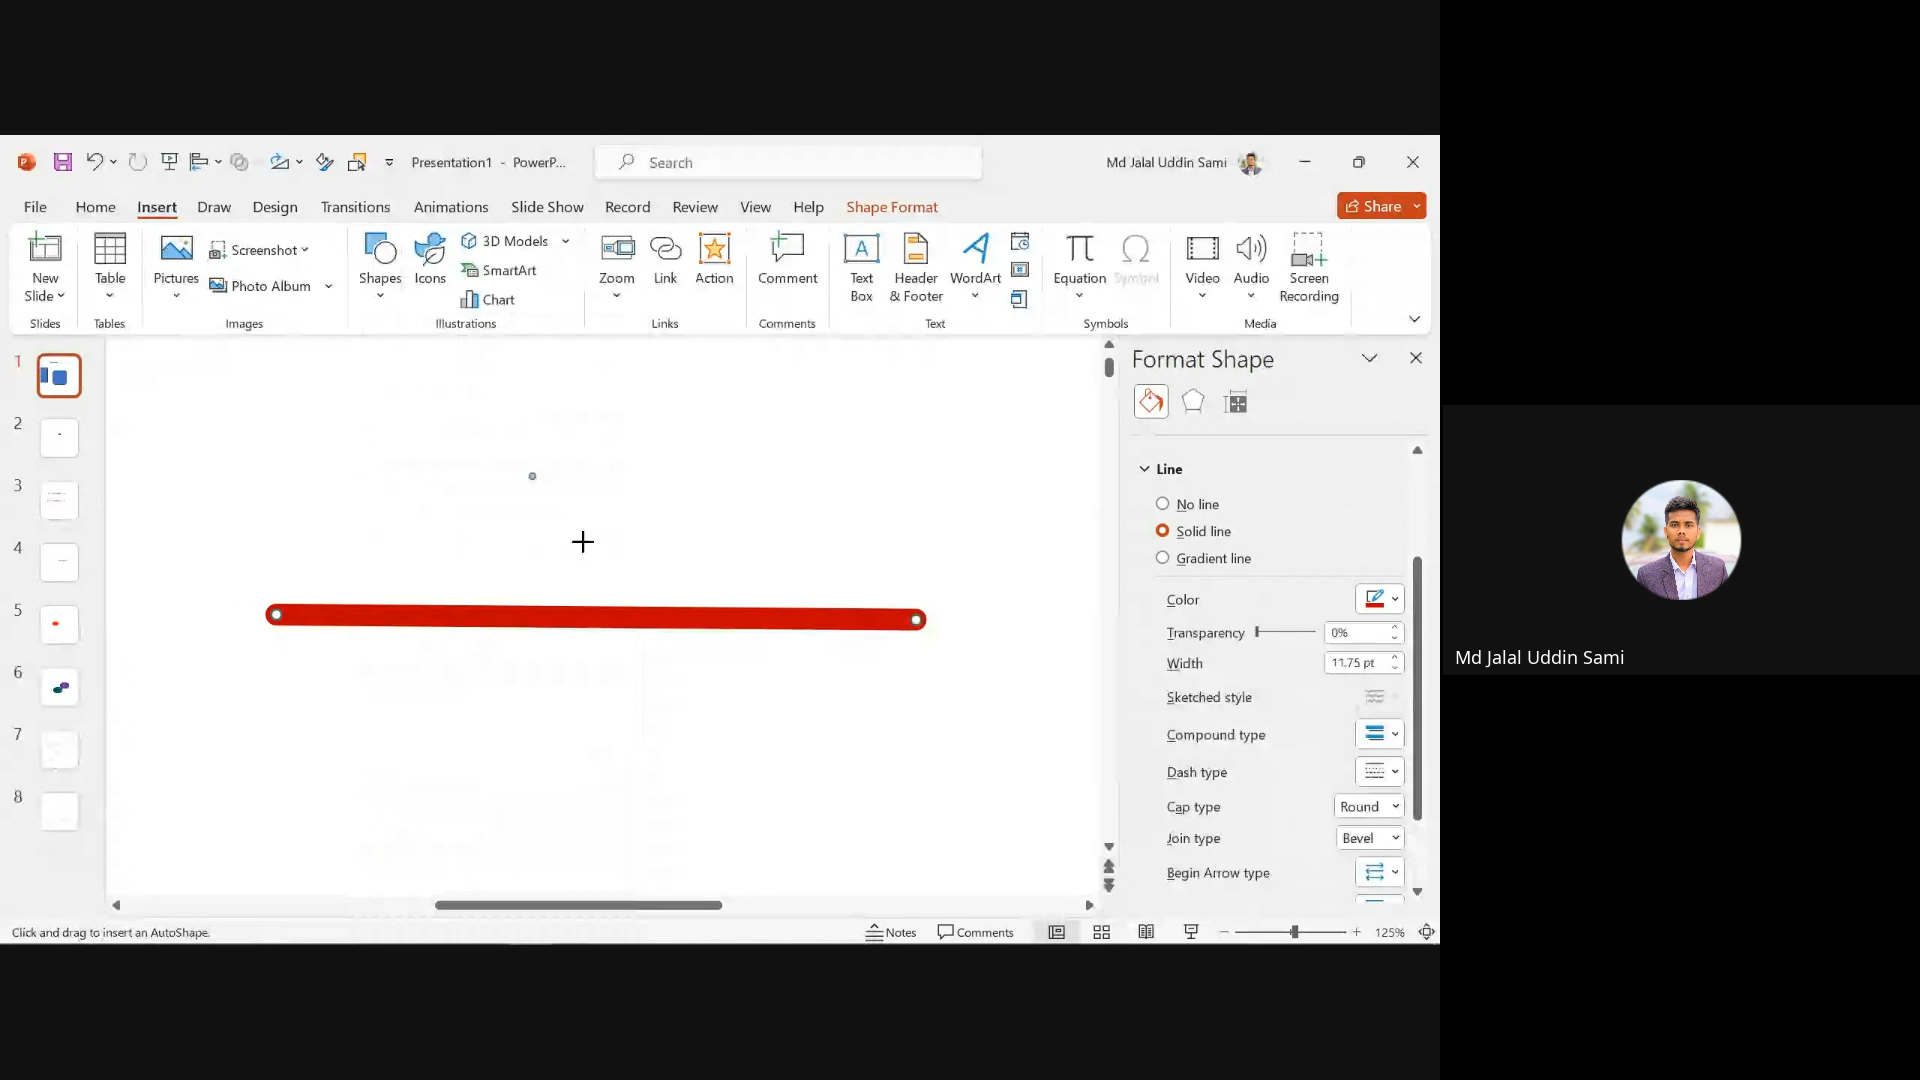 Presentation1 - PowerP...
Search
Md Jalal Uddin Sami
File Home Insert Draw Design Transitions Animations Slide Show Record Review View Help Shape Format Share
New Slide
Table
Pictures
Screenshot
Photo Album
Shapes
Icons
3D Models
SmartArt
Chart
Zoom
Link
Action
Comment
Text Box
Header & Footer
WordArt
Equation
Symbol
Video
Audio
Screen Recording
Slides Tables Images Illustrations Links Comments Text Symbols Media
1
2
3
4
5
6
7
8
Format Shape
Line
No line
Solid line
Gradient line
Color
Transparency 0%
Width 11.75 pt
Sketched style
Compound type
Dash type
Cap type Round
Join type Bevel
Begin Arrow type
Click and drag to insert an AutoShape.
Notes Comments 125%
Md Jalal Uddin Sami